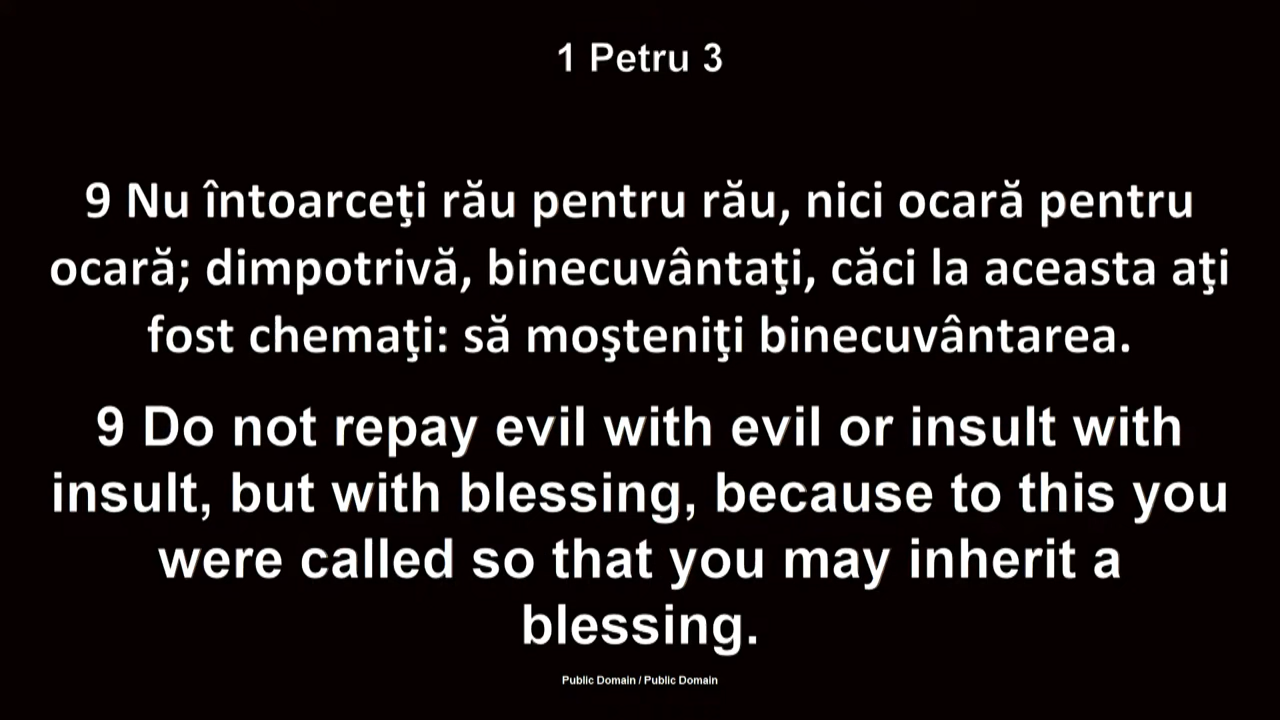 1 Petru 3
9 Nu întoarceţi rău pentru rău, nici ocară pentru
ocară; dimpotrivă, binecuvântaţi, căci la aceasta aţi
fost chemaţi: să moşteniţi binecuvântarea.
9 Do not repay evil with evil or insult with
insult, but with blessing, because to this you
were called so that you may inherit a
blessing.
Public Domain / Public Domain